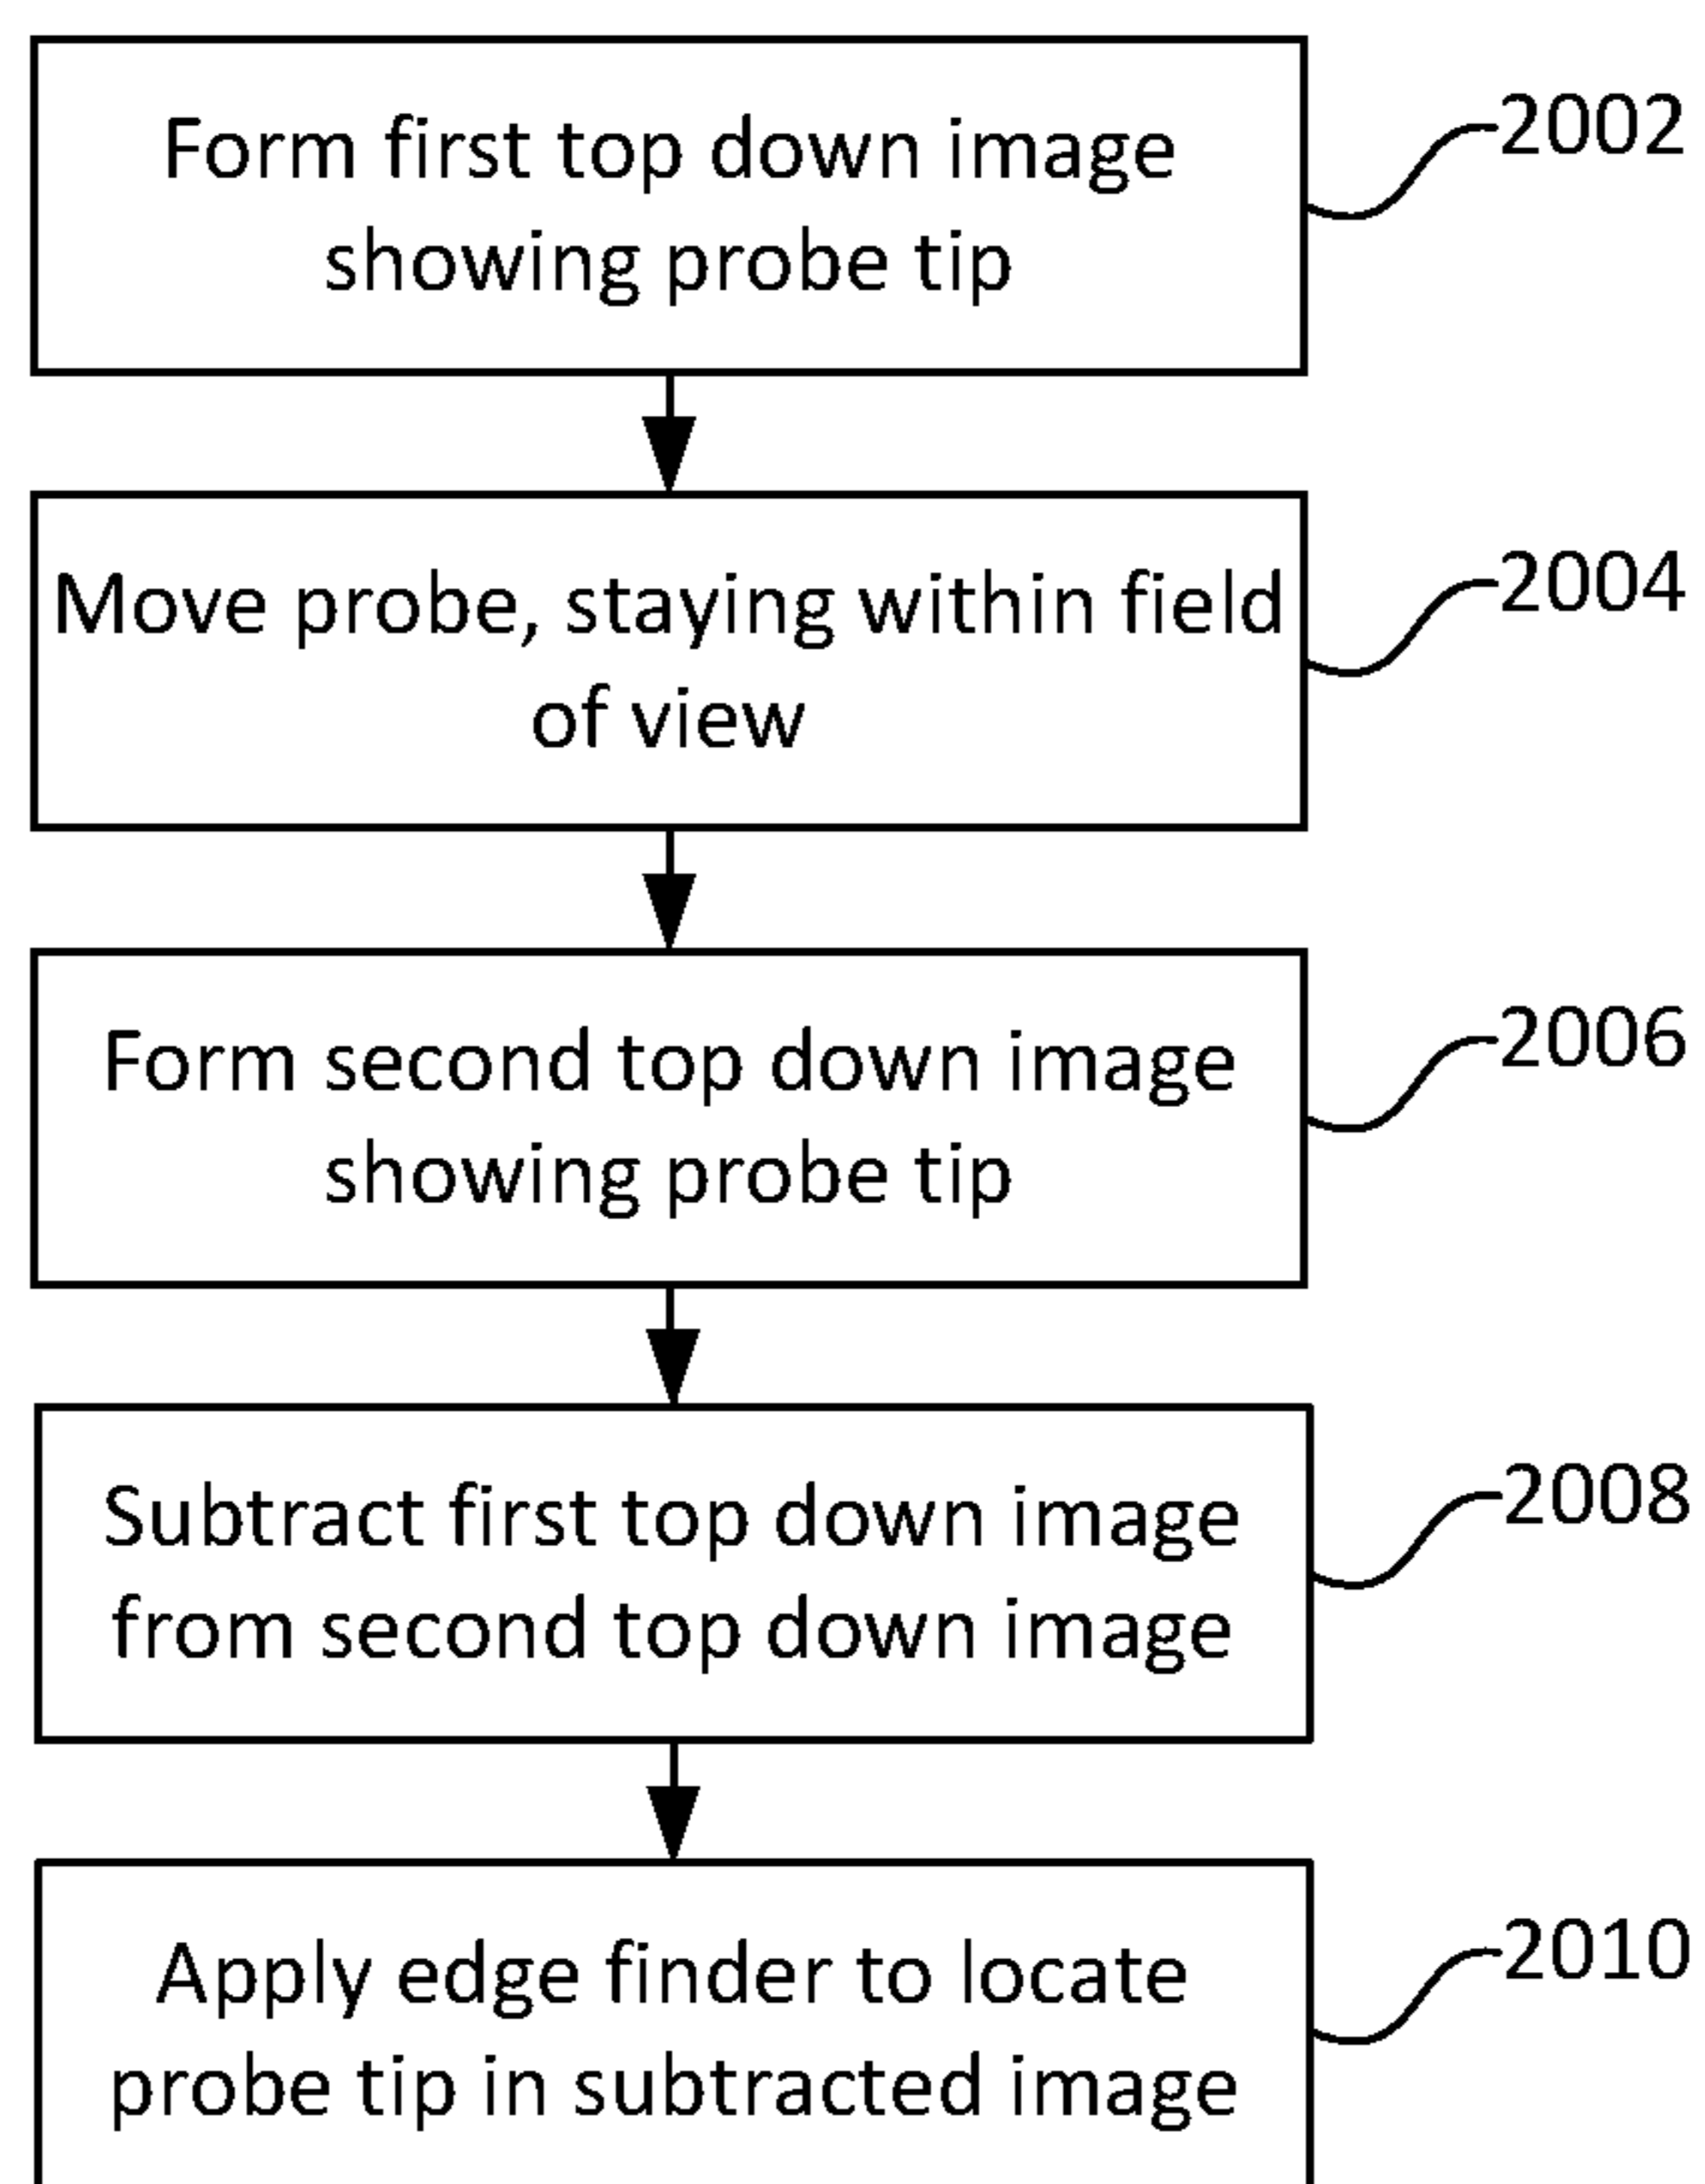 Form first top down image
showing probe tip
2002
Move probe, staying within field
of view
2004
Form second top down image
showing probe tip
2006
Subtract first top down image
from second top down image
2008
Apply edge finder to locate
probe tip in subtracted image
2010